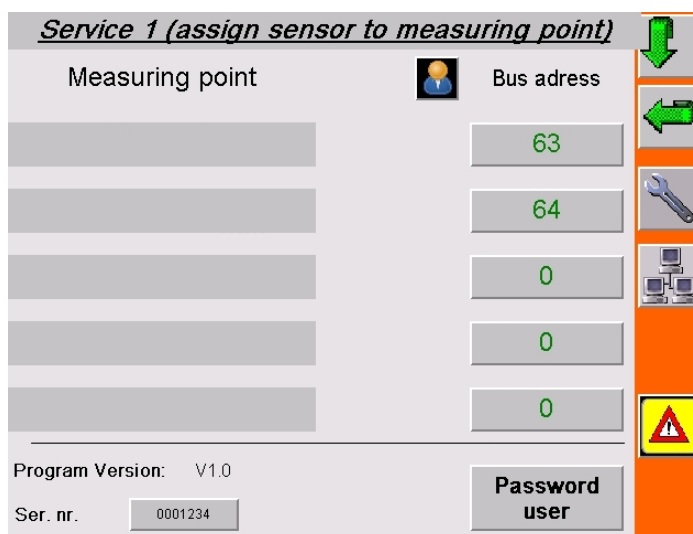 Service 1 (assign sensor to measuring point)
Measuring point
Bus adress
63
64
0
0
0
Program Version: V1.0
Password
user
Ser. nr. 0001234